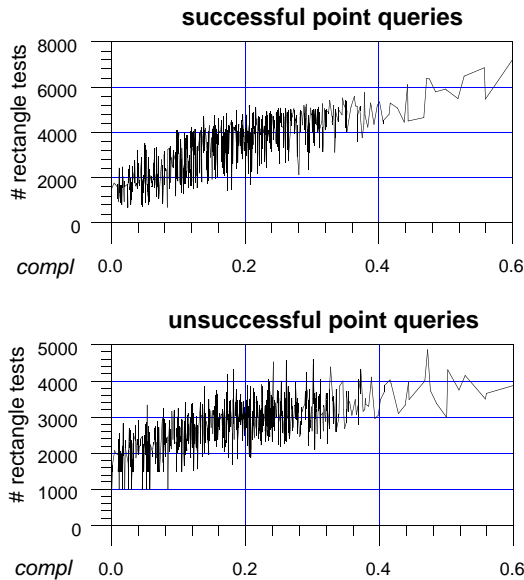 successful point queries
# rectangle tests
8000
6000
4000
2000
0
compl 0.0 0.2 0.4 0.6
unsuccessful point queries
# rectangle tests
5000
4000
3000
2000
1000
0
compl 0.0 0.2 0.4 0.6